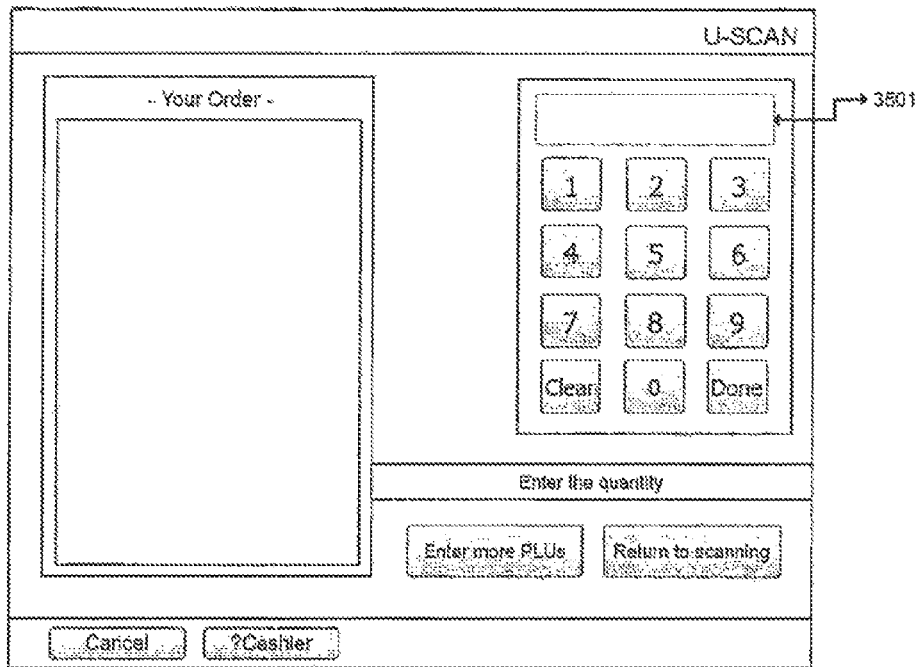 U-SCAN
- Your Order -
3501
1 2 3
4 5 6
7 8 9
Clear 0 Done
Enter the quantity
Enter more PLUs Return to scanning
Cancel ?Cashier